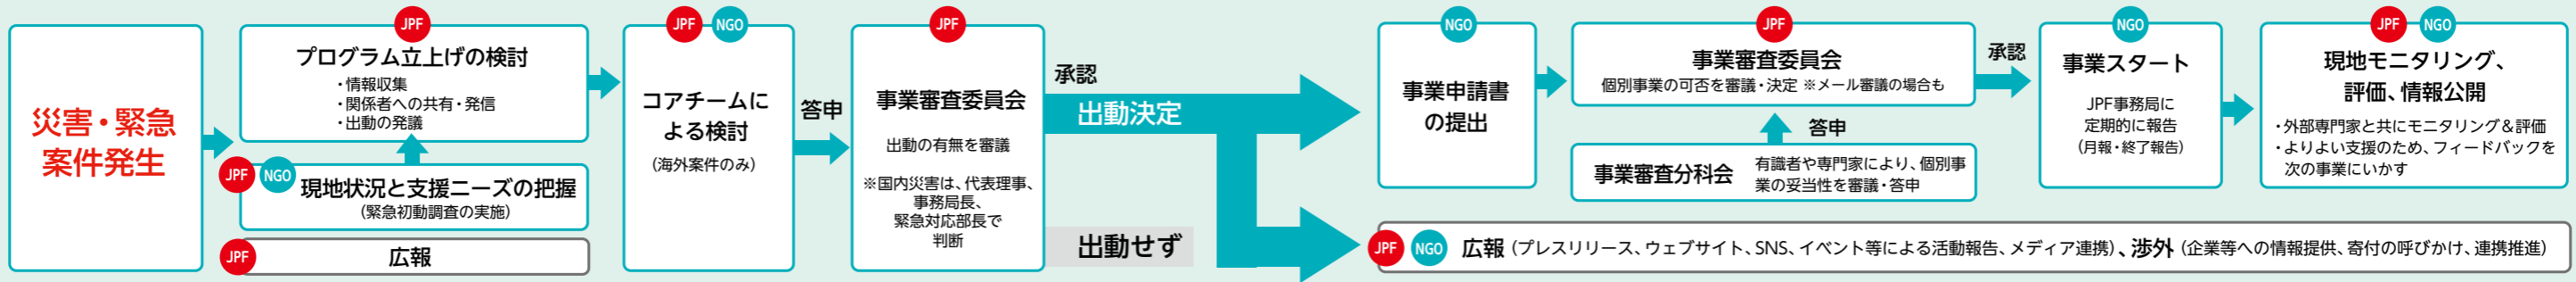 災害・緊急
案件発生
JPF
プログラム立上げの検討
・情報収集
・関係者への共有・発信
・出動の発議
JPF NGO
現地状況と支援ニーズの把握
(緊急初動調査の実施)
JPF
広報
JPF NGO
コアチームに
よる検討
(海外案件のみ)
答申
JPF
事業審査委員会
出動の有無を審議
※国内災害は、代表理事、
事務局長、
緊急対応部長で
判断
承認
出動決定
出動せず
NGO
事業申請書
の提出
JPF
事業審査委員会
個別事業の可否を審議・決定 ※メール審議の場合も
答申
事業審査分科会
有識者や専門家により、個別事
業の妥当性を審議・答申
承認
NGO
事業スタート
JPF事務局に
定期的に報告
(月報・終了報告)
JPF NGO
現地モニタリング、
評価、情報公開
・外部専門家と共にモニタリング&評価
・よりよい支援のため、フィードバックを
次の事業にいかす
JPF NGO 広報(プレスリリース、ウェブサイト、SNS、イベント等による活動報告、メディア連携)、渉外(企業等への情報提供、寄付の呼びかけ、連携推進)